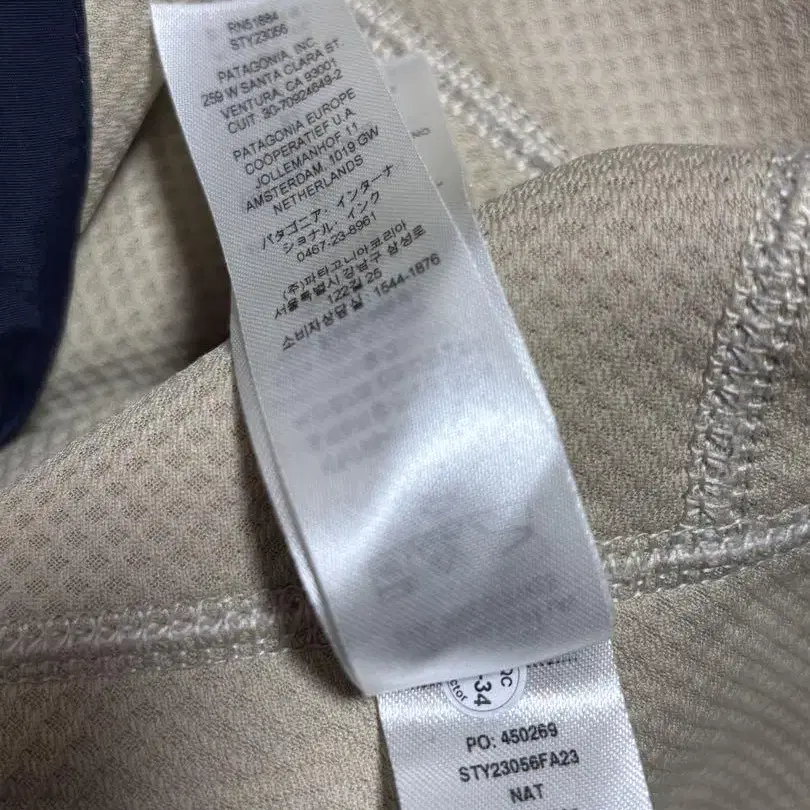 RN51884
STY23056
PATAGONIA, INC.
259 W SANTA CLARA ST.
VENTURA, CA 93001
CUIT. 30-70924649-2
PATAGONIA EUROPE
COOPERATIEF U.A.
JOLLEMANHOF 11
AMSTERDAM, 1019 GW
NETHERLANDS
パタゴニア・インターナ
ショナル・インク
0467-23-8961
(주)파타고니아코리아
서울특별시 강남구 삼성로
122길 25
소비자상담실 1544-1876
-34
PO: 450269
STY23056FA23
NAT